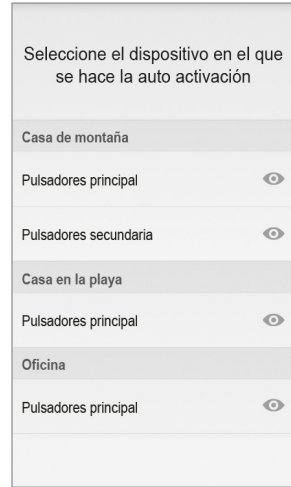 Seleccione el dispositivo en el que
se hace la auto activación
Casa de montaña
Pulsadores principal
Pulsadores secundaria
Casa en la playa
Pulsadores principal
Oficina
Pulsadores principal